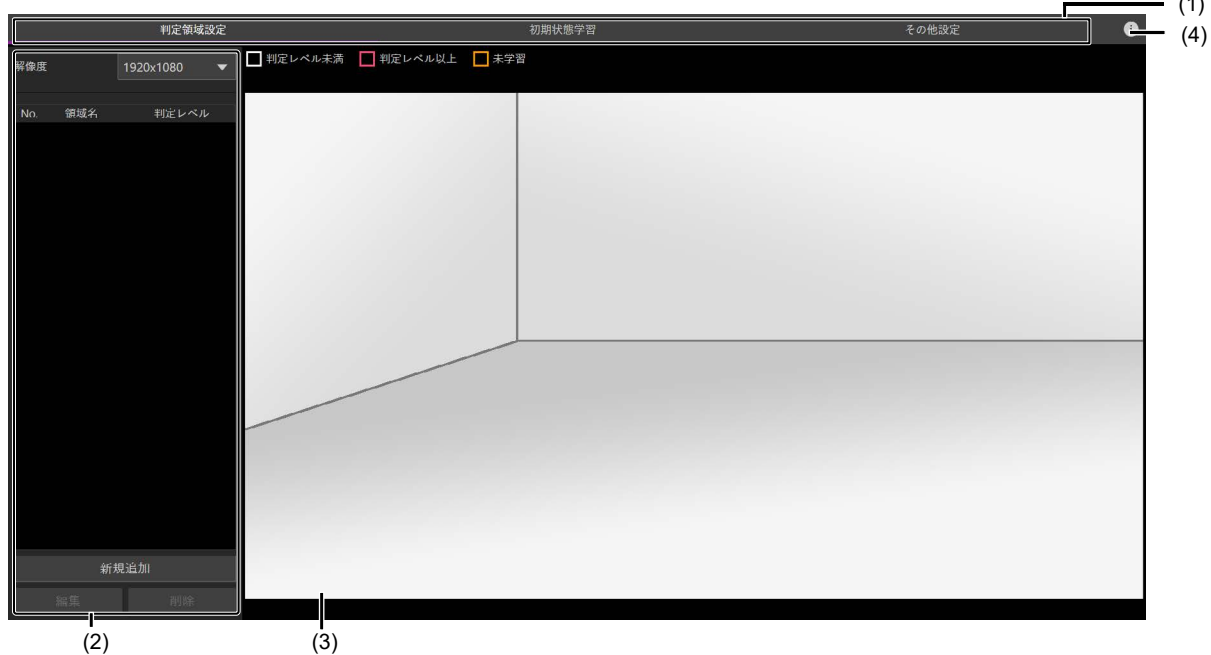 (1)
判定領域設定 初期状態学習 その他設定
(4)
解像度 1920x1080
判定レベル未満 判定レベル以上 未学習
No. 領域名 判定レベル
新規追加
編集 削除
(2)
(3)